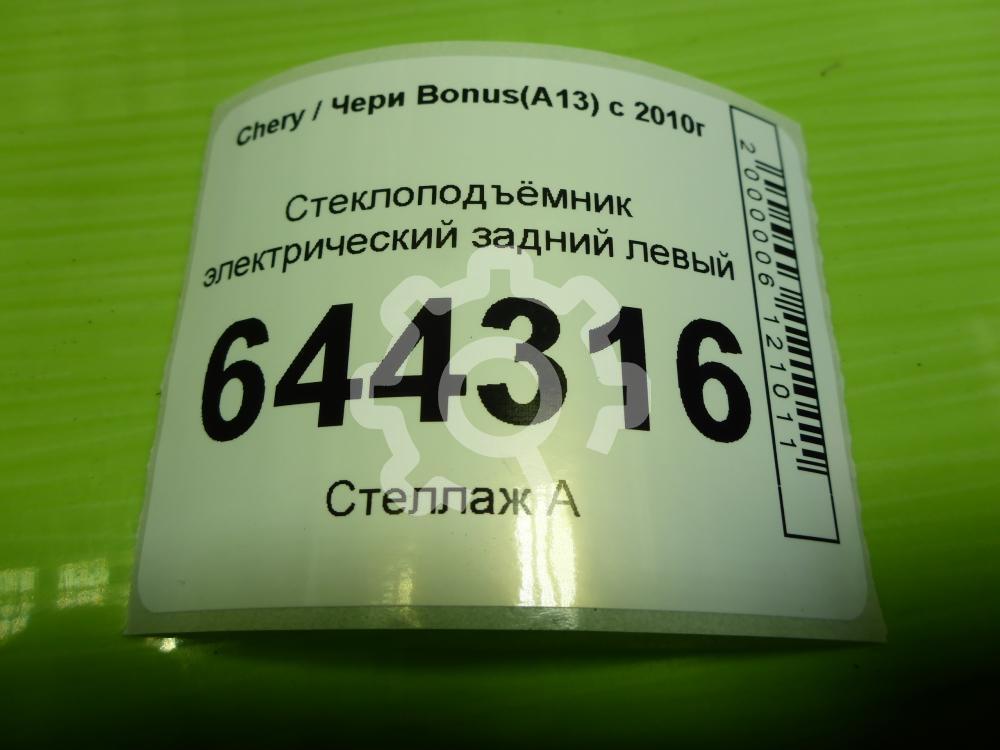 Chery / Чери Bonus(A13) с 2010г
Стеклоподъёмник
электрический задний левый
644316
Стеллаж А
2000006121011